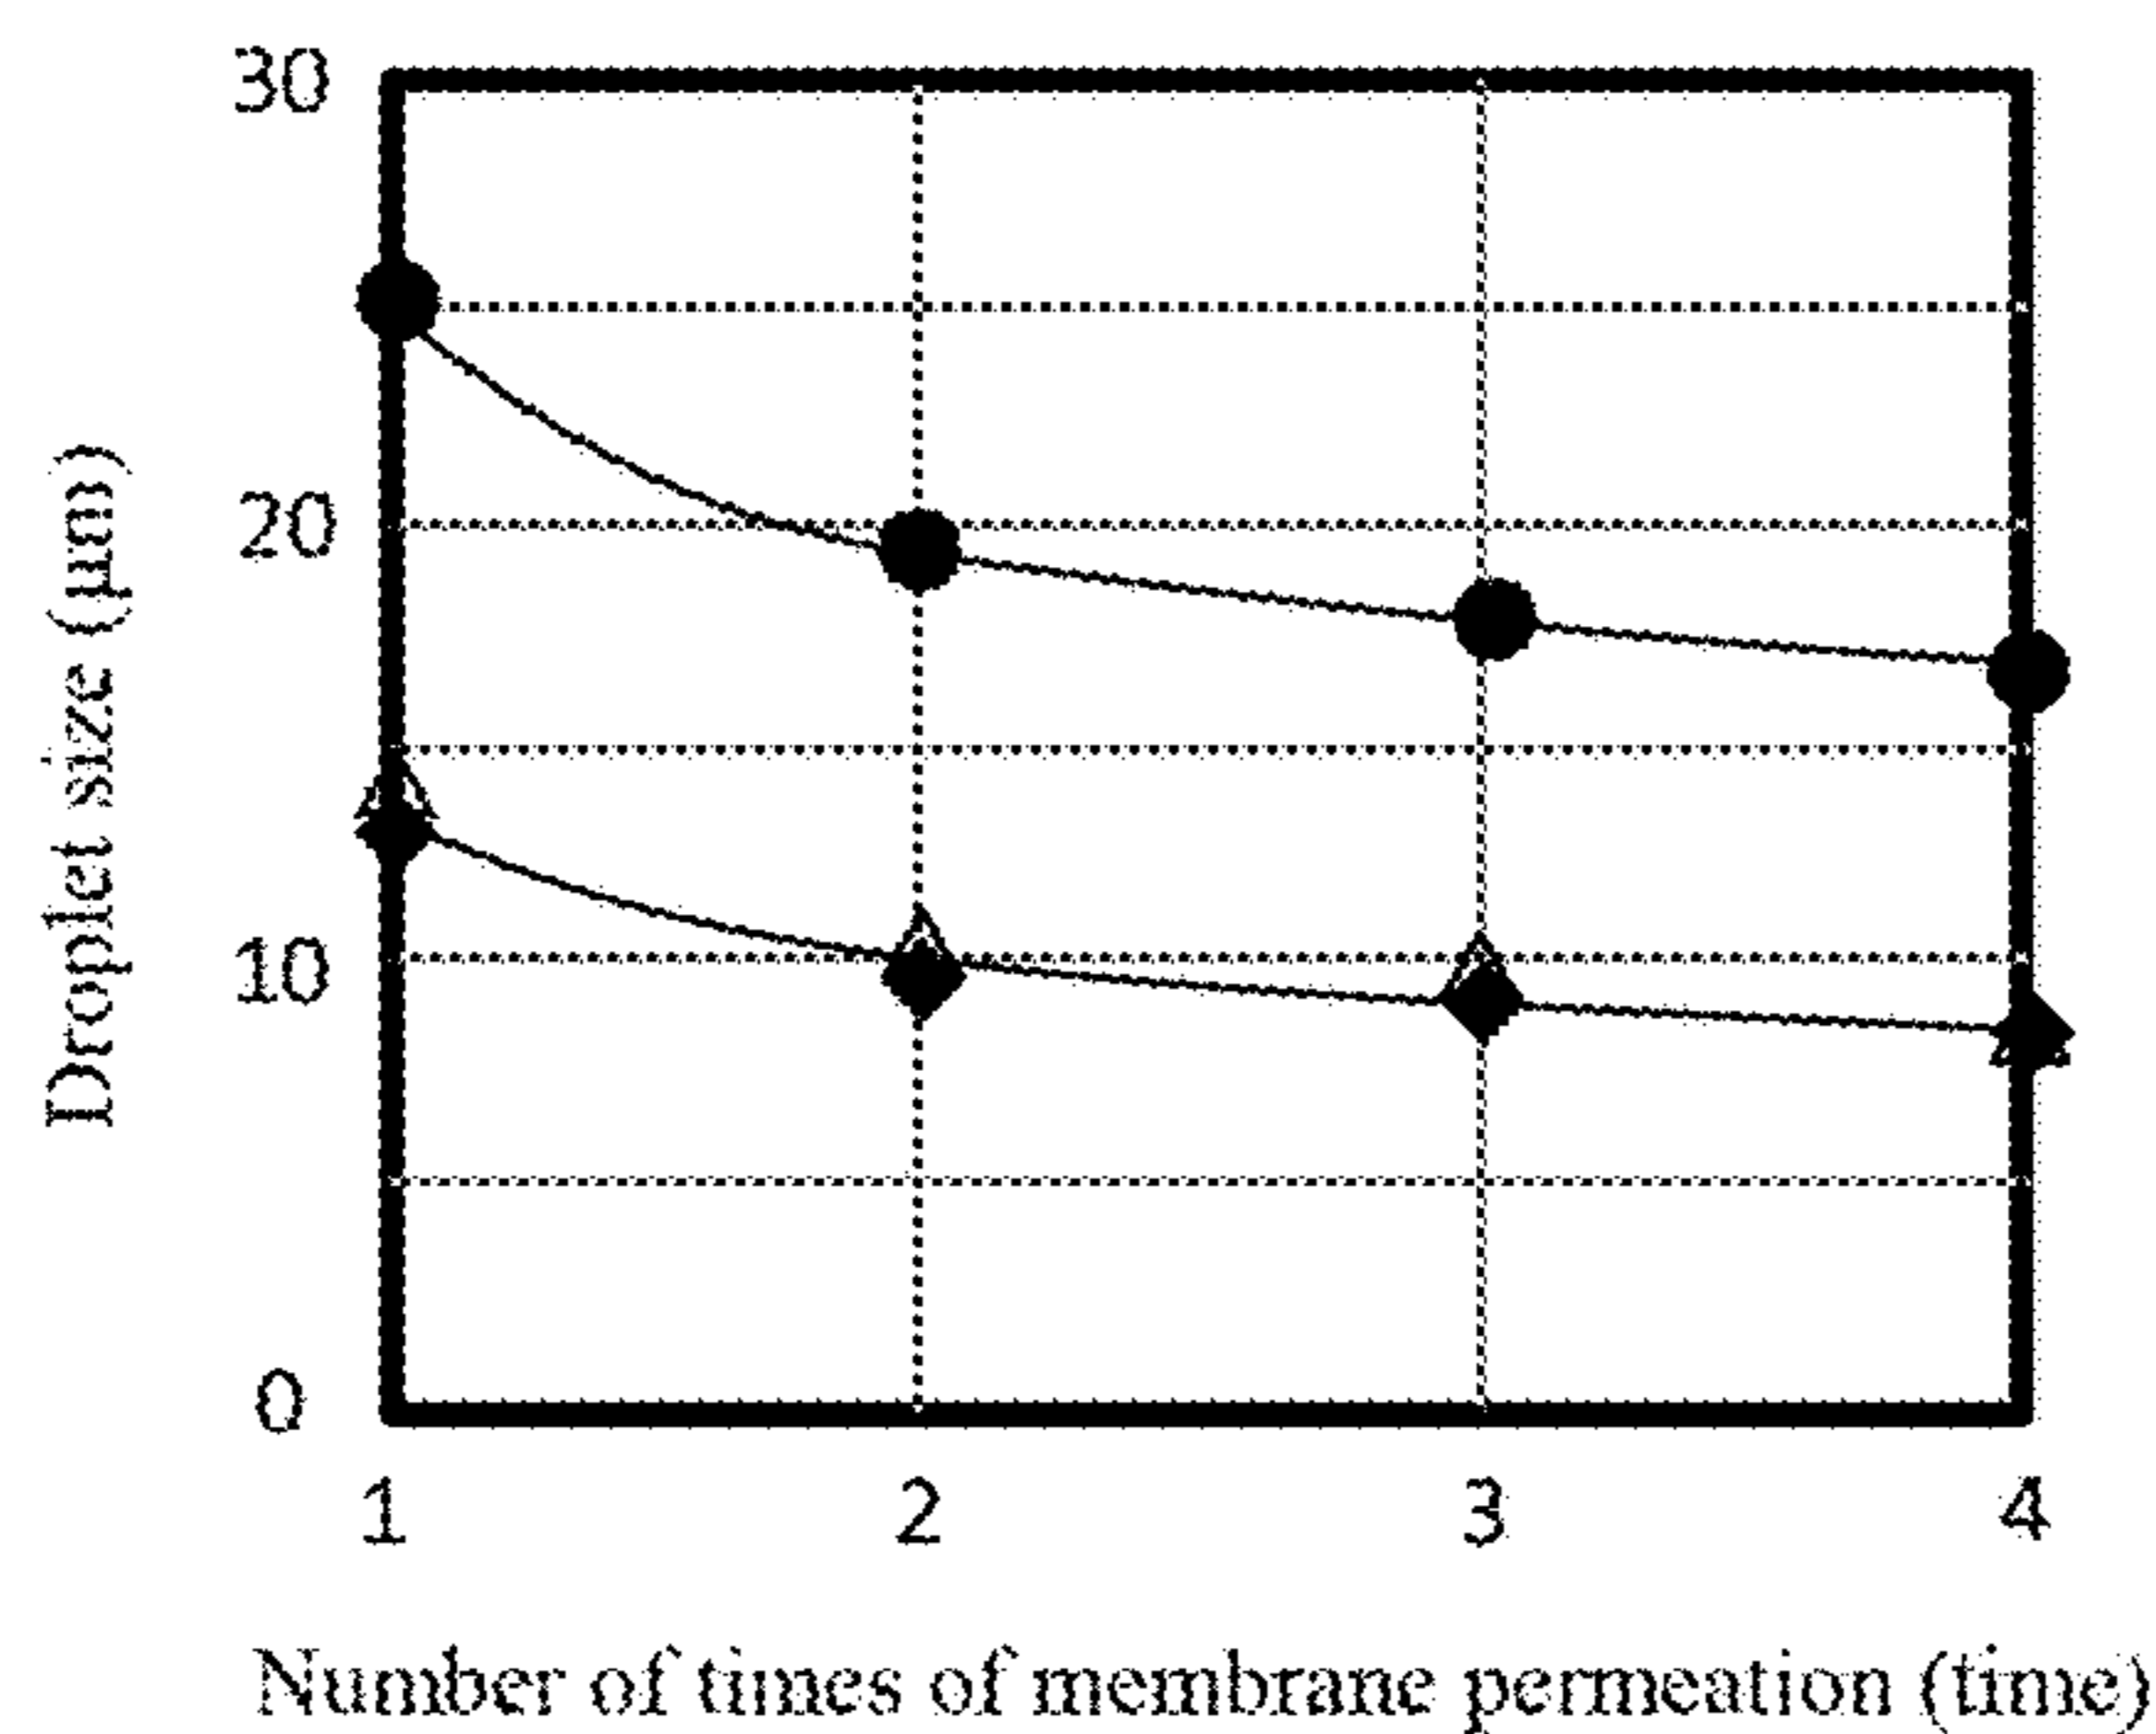 30
20
10
0
Droplet size (µm)
1 2 3 4
Number of times of membrane permeation (time)